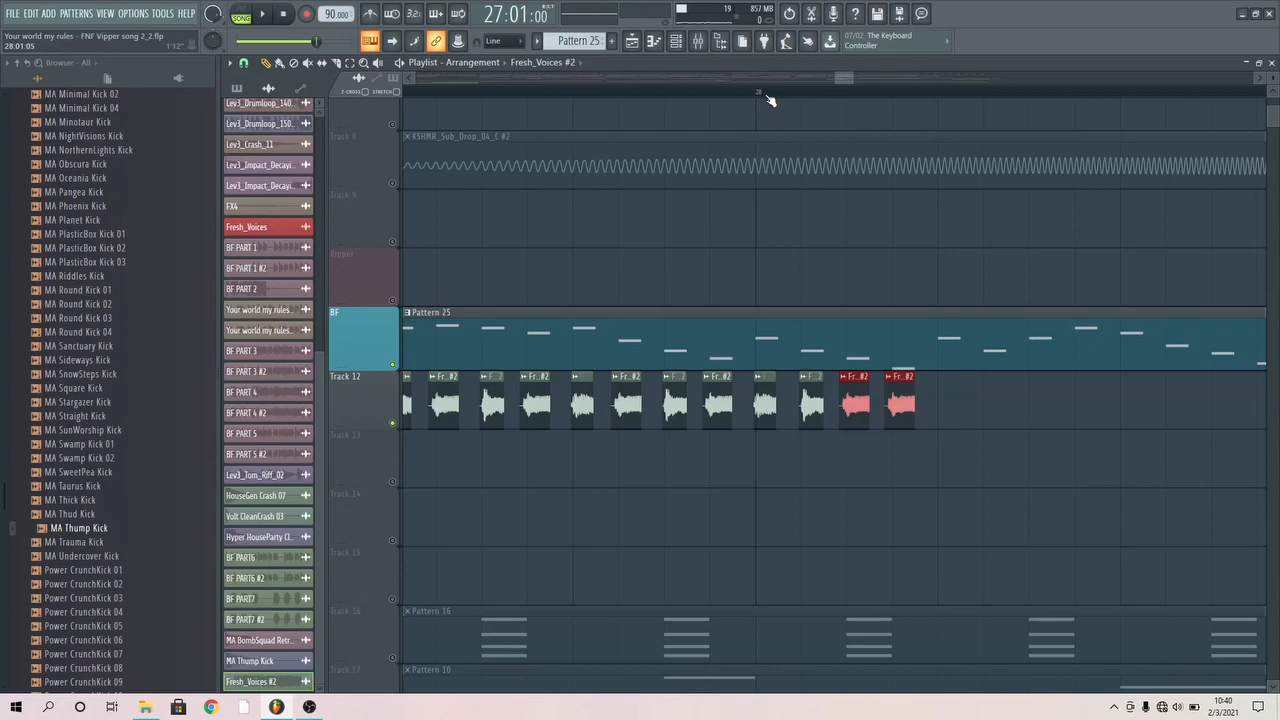 FILE EDIT ADD PATTERNS VIEW OPTIONS TOOLS HELP
SONG
90.000
27:01:00
19
857 MB
0
Your world my rules - FNF Vipper song 2_2.flp
28:01:05
1'12"
Line
Pattern 25
07/02 The Keyboard Controller
Browser - All
Playlist - Arrangement
Fresh_Voices #2
Z-CROSS
STRETCH
28
MA Minimal Kick 02
MA Minimal Kick 04
MA Minotaur Kick
MA NightVisions Kick
MA NorthernLights Kick
MA Obscura Kick
MA Oceania Kick
MA Pangea Kick
MA Phoenix Kick
MA Planet Kick
MA PlasticBox Kick 01
MA PlasticBox Kick 02
MA PlasticBox Kick 03
MA Riddles Kick
MA Round Kick 01
MA Round Kick 02
MA Round Kick 03
MA Sanctuary Kick
MA Sideways Kick
MA SnowSteps Kick
MA Square Kick
MA Stargazer Kick
MA Straight Kick
MA SunWorship Kick
MA Swamp Kick 01
MA Swamp Kick 02
MA SweetPea Kick
MA Taurus Kick
MA Thick Kick
MA Thud Kick
MA Thump Kick
MA Trauma Kick
MA Undercover Kick
Power CrunchKick 01
Power CrunchKick 02
Power CrunchKick 03
Power CrunchKick 04
Power CrunchKick 05
Power CrunchKick 06
Power CrunchKick 07
Power CrunchKick 08
Power CrunchKick 09
Lev3_Drumloop_140..
Lev3_Drumloop_150..
Lev3_Crash_11
Lev3_Impact_Decayi..
Lev3_Impact_Decayi..
FX4
Fresh_Voices
BF PART 1
BF PART 1 #2
BF PART 2
Your world my rules..
Your world my rules..
BF PART 3
BF PART 3 #2
BF PART 4
BF PART 4 #2
BF PART 5
BF PART 5 #2
Lev3_Tom_Riff_02
HouseGen Crash 07
Volt CleanCrash 03
Hyper HouseParty Cl..
BF PART6
BF PART6 #2
BF PART7
BF PART7 #2
MA BombSquad Retr..
MA Thump Kick
Fresh_Voices #2
Track 8
KSHMR_Sub_Drop_04_C #2
Track 9
Vipper
BF
Pattern 25
Track 12
Fr..#2
Fr..#2
Fr..#2
Fr..#2
Fr..#2
Fr..#2
Track 13
Track 14
Track 15
Track 16
Pattern 16
Track 17
Pattern 10
10:40
2/3/2021